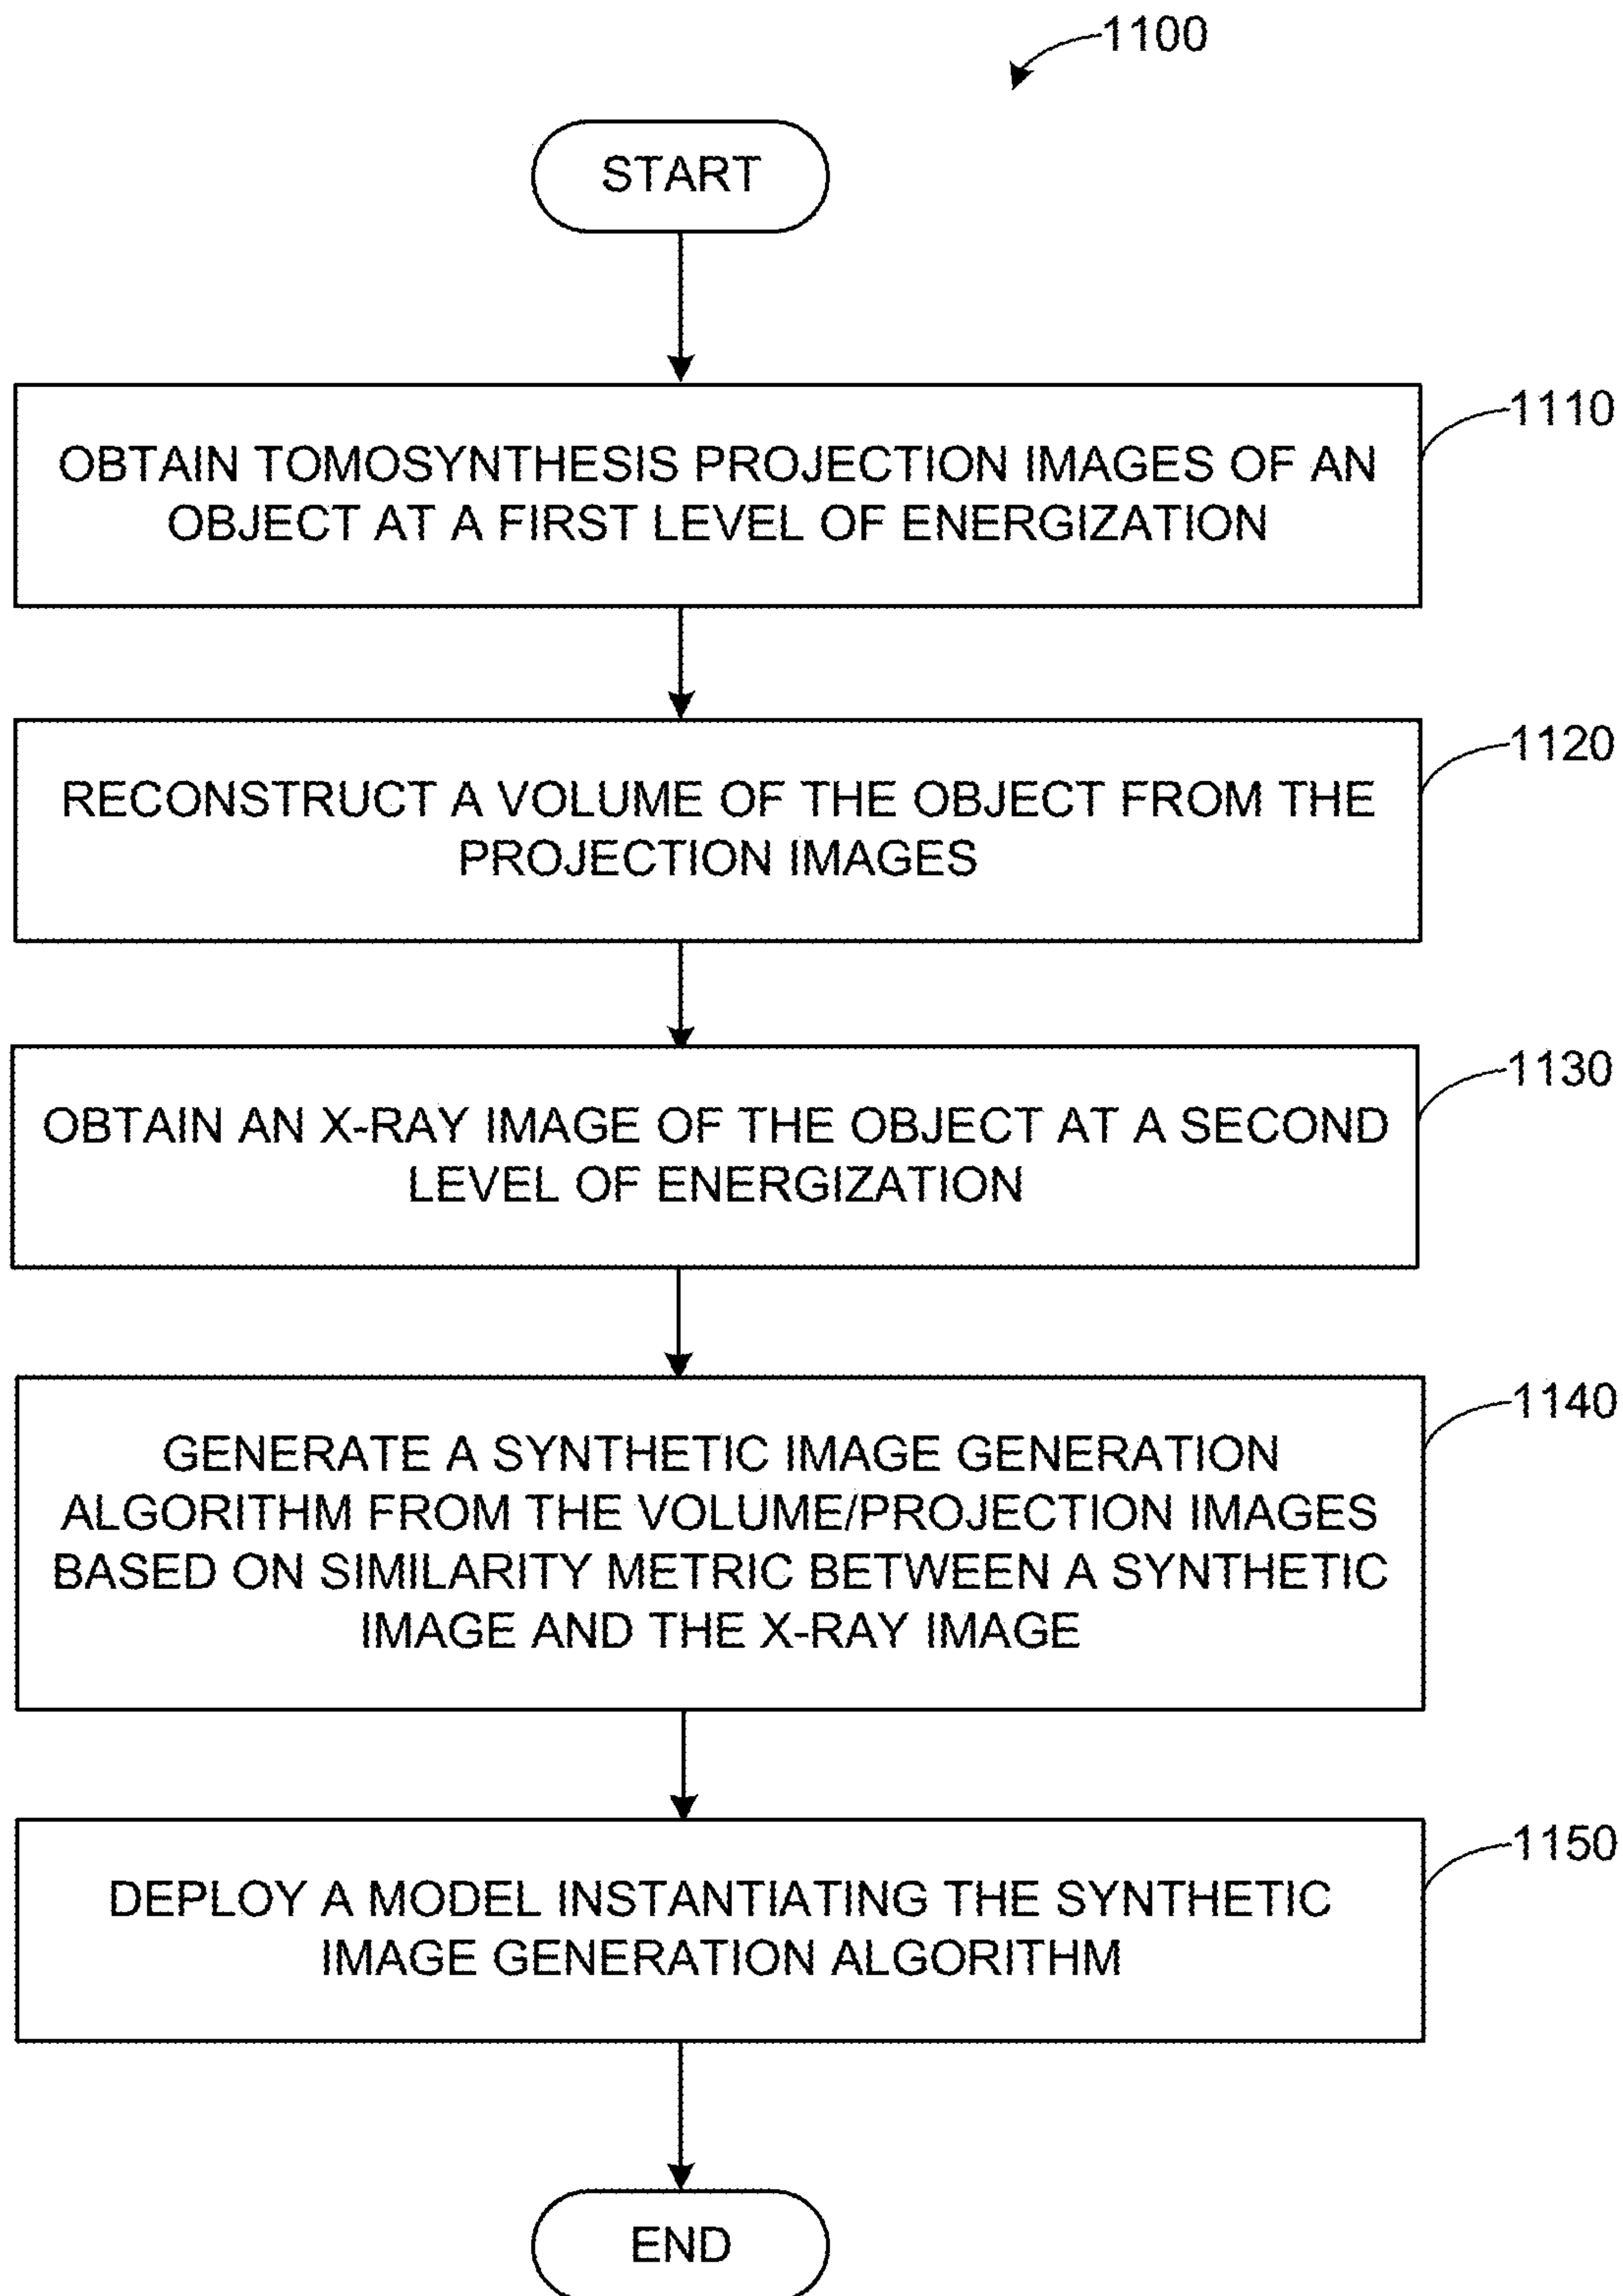 1100
START
1110
OBTAIN TOMOSYNTHESIS PROJECTION IMAGES OF AN
OBJECT AT A FIRST LEVEL OF ENERGIZATION
1120
RECONSTRUCT A VOLUME OF THE OBJECT FROM THE
PROJECTION IMAGES
1130
OBTAIN AN X-RAY IMAGE OF THE OBJECT AT A SECOND
LEVEL OF ENERGIZATION
1140
GENERATE A SYNTHETIC IMAGE GENERATION
ALGORITHM FROM THE VOLUME/PROJECTION IMAGES
BASED ON SIMILARITY METRIC BETWEEN A SYNTHETIC
IMAGE AND THE X-RAY IMAGE
1150
DEPLOY A MODEL INSTANTIATING THE SYNTHETIC
IMAGE GENERATION ALGORITHM
END